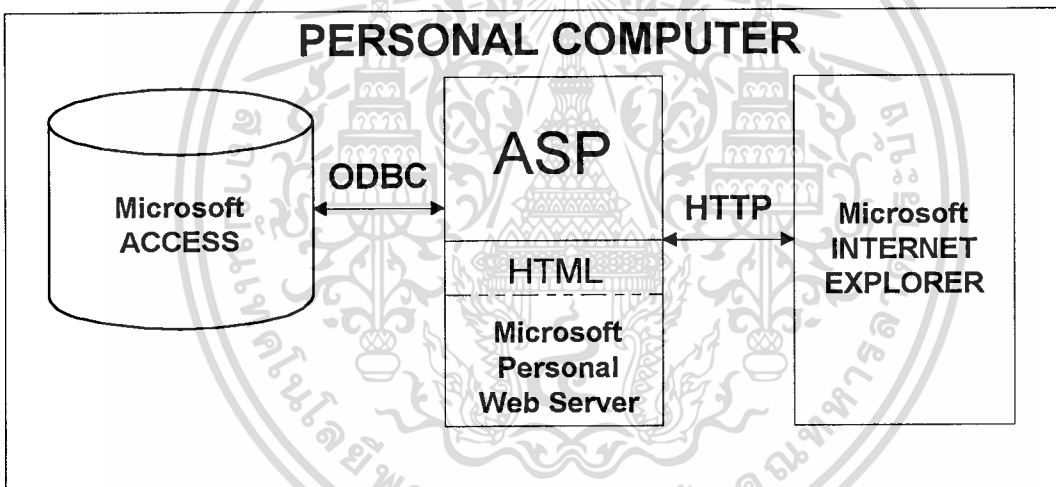 PERSONAL COMPUTER
Microsoft
ACCESS
ODBC
ASP
HTML
Microsoft
Personal
Web Server
HTTP
Microsoft
INTERNET
EXPLORER